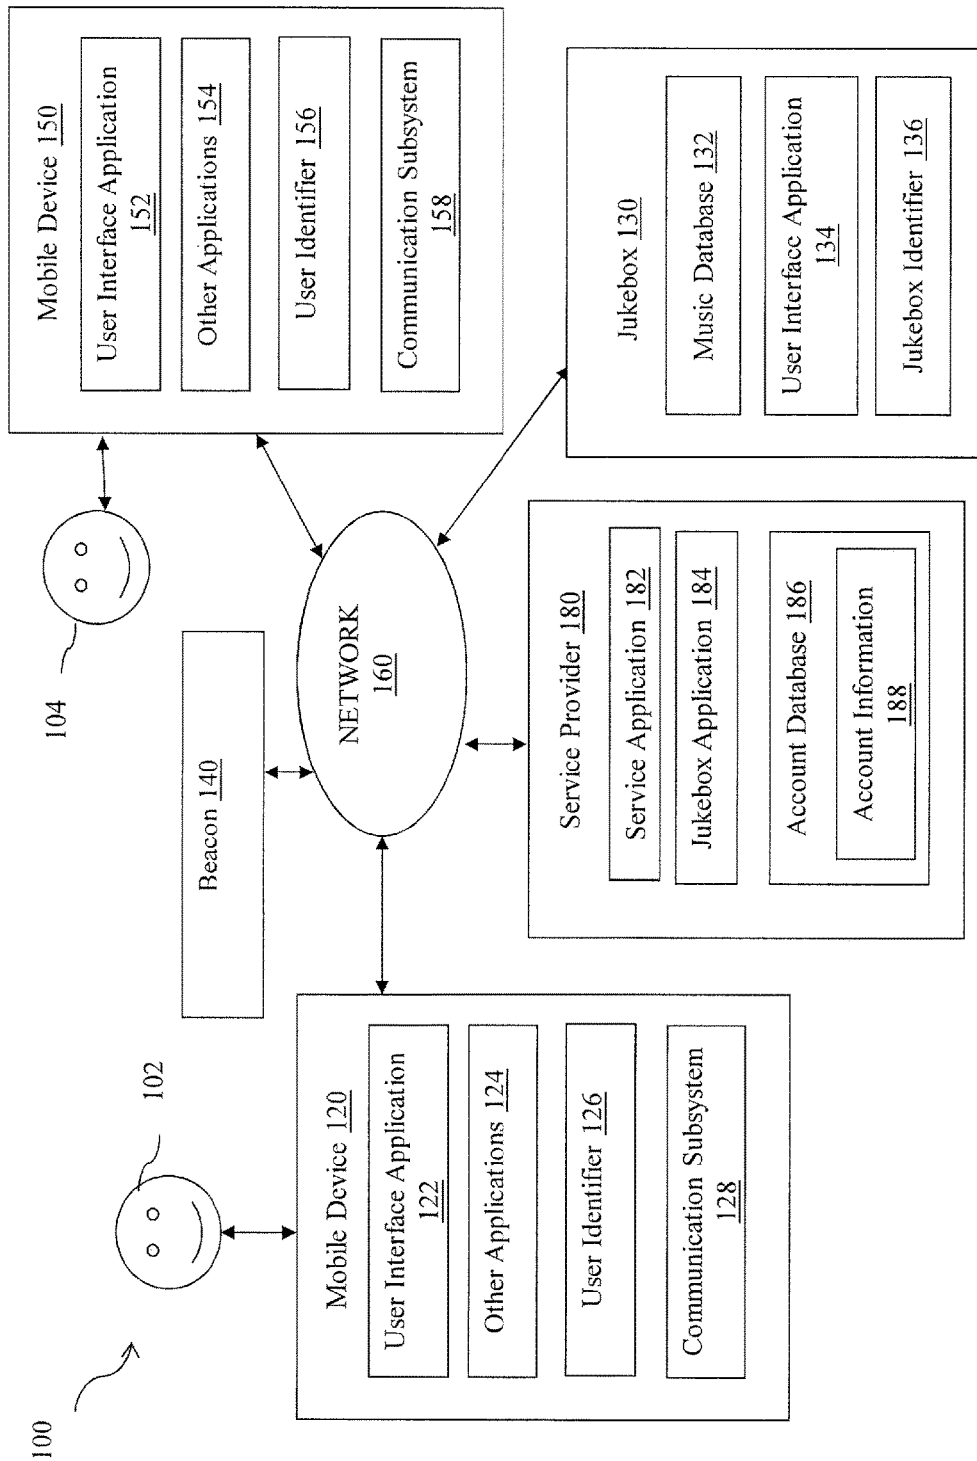 100
102
Mobile Device 120
User Interface Application
122
Other Applications 124
User Identifier 126
Communication Subsystem
128
Beacon 140
NETWORK
160
Service Provider 180
Service Application 182
Jukebox Application 184
Account Database 186
Account Information
188
104
Mobile Device 150
User Interface Application
152
Other Applications 154
User Identifier 156
Communication Subsystem
158
Jukebox 130
Music Database 132
User Interface Application
134
Jukebox Identifier 136